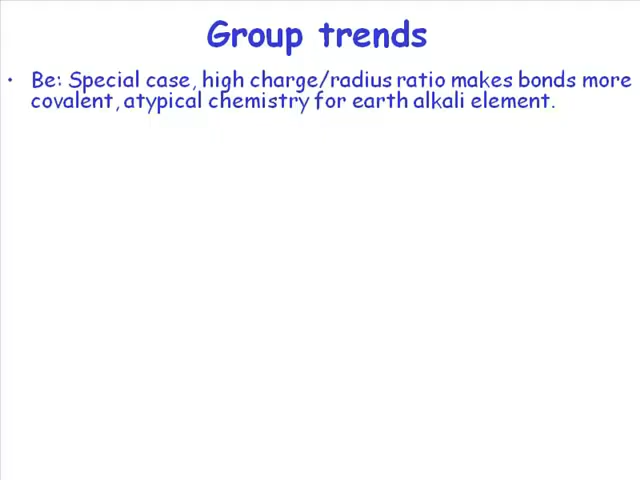 Group trends
• Be: Special case, high charge/radius ratio makes bonds more
covalent, atypical chemistry for earth alkali element.